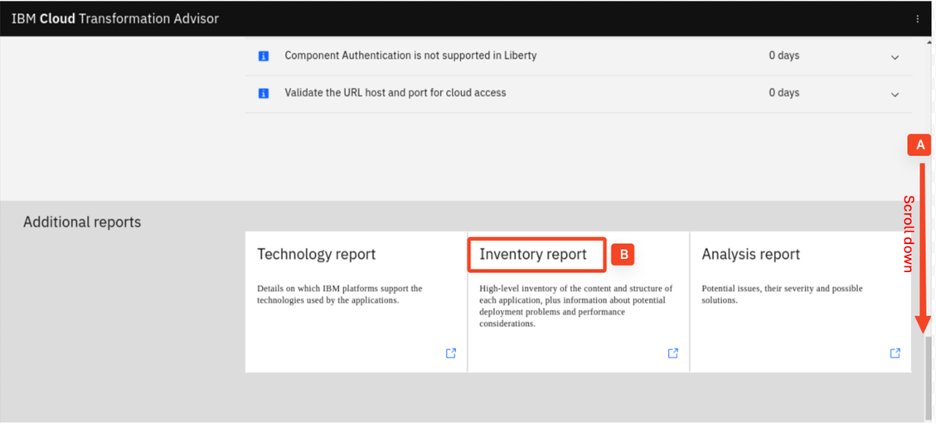 IBM Cloud Transformation Advisor
Component Authentication is not supported in Liberty 0 days
Validate the URL host and port for cloud access 0 days
A
Scroll down
Additional reports
Technology report
Details on which IBM platforms support the
technologies used by the applications.
Inventory report
B
High-level inventory of the content and structure of
each application, plus information about potential
deployment problems and performance
considerations.
Analysis report
Potential issues, their severity and possible
solutions.